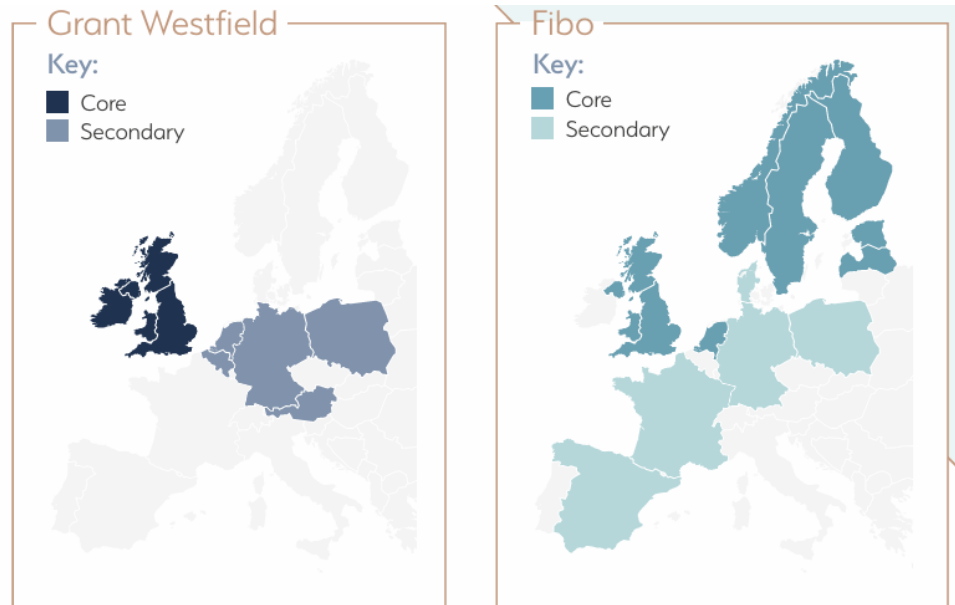 Grant Westfield
Key:
Core
Secondary
Fibo
Key:
Core
Secondary